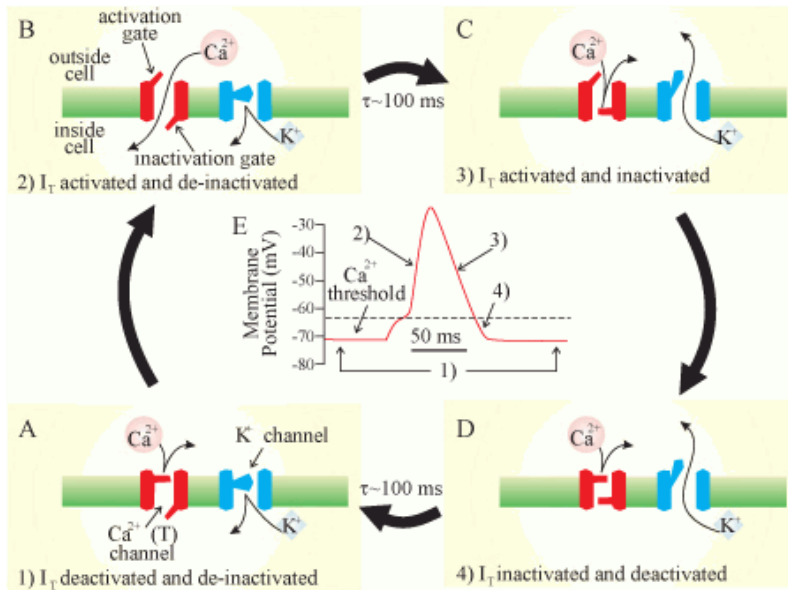 B
activation
gate
outside
cell
Ca2+
inside
cell
inactivation gate
K+
2) IT activated and de-inactivated
τ~100 ms
C
Ca2+
K+
3) IT activated and inactivated
E
Membrane
Potential (mV)
-30
-40
-50
-60
-70
-80
2)
3)
4)
Ca2+
threshold
50 ms
1)
A
Ca2+
K+ channel
Ca2+ (T)
channel
K+
1) IT deactivated and de-inactivated
τ~100 ms
D
Ca2+
K+
4) IT inactivated and deactivated